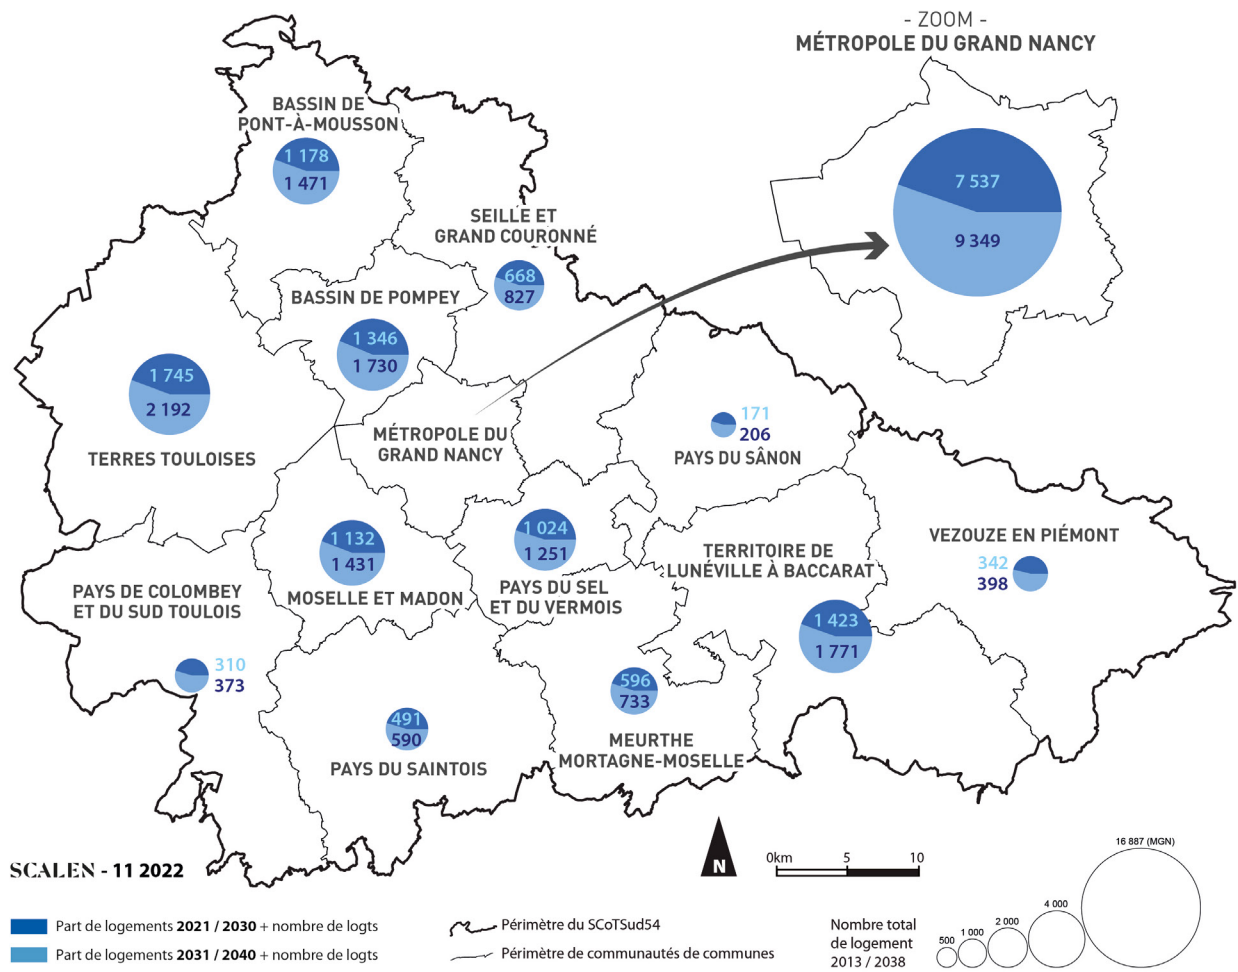 - ZOOM -
MÉTROPOLE DU GRAND NANCY
7 537
9 349
BASSIN DE
PONT-À-MOUSSON
1 178
1 471
SEILLE ET
GRAND COURONNÉ
668
827
BASSIN DE POMPEY
1 346
1 730
1 745
2 192
TERRES TOULOISES
MÉTROPOLE DU
GRAND NANCY
171
206
PAYS DU SÂNON
VEZOUZE EN PIÉMONT
342
398
1 132
1 431
MOSELLE ET MADON
1 024
1 251
PAYS DU SEL
ET DU VERMOIS
TERRITOIRE DE
LUNÉVILLE À BACCARAT
1 423
1 771
PAYS DE COLOMBEY
ET DU SUD TOULOIS
310
373
491
590
PAYS DU SAINTOIS
596
733
MEURTHE
MORTAGNE-MOSELLE
SCALEN - 11 2022
N
0km 5 10
Part de logements 2021 / 2030 + nombre de logts
Part de logements 2031 / 2040 + nombre de logts
Périmètre du SCoTSud54
Périmètre de communautés de communes
Nombre total
de logement
2013 / 2038
500
1 000
2 000
4 000
16 887 (MGN)